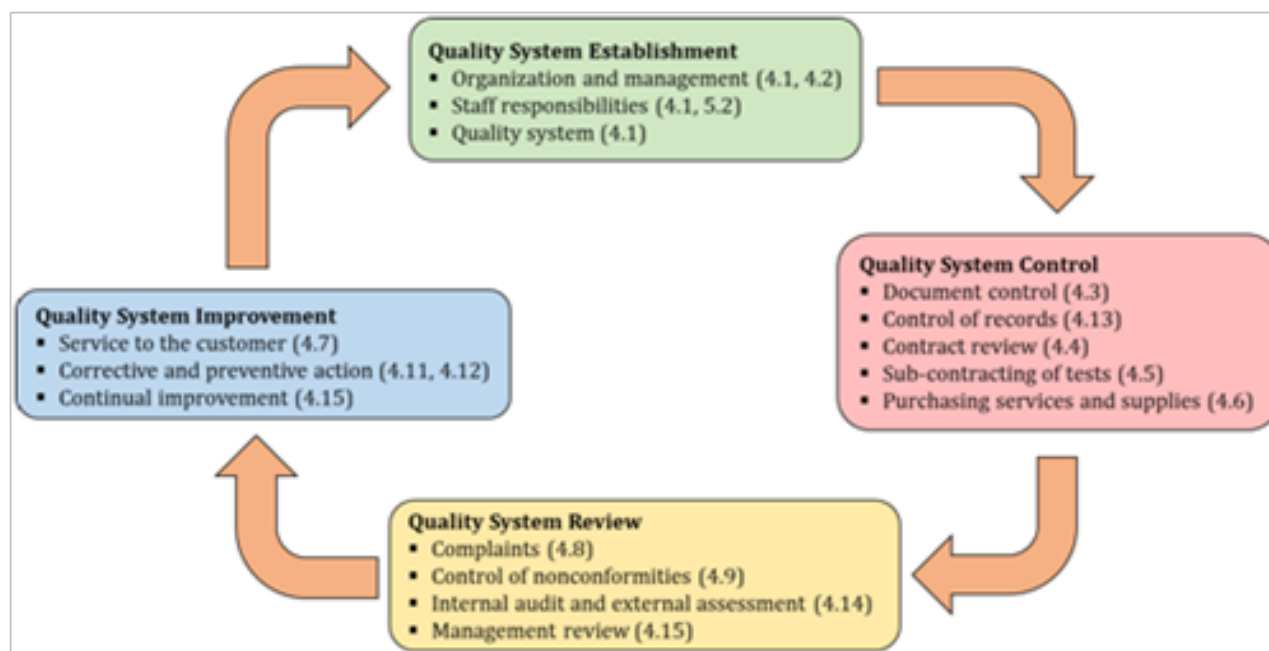 Quality System Establishment
▪ Organization and management (4.1, 4.2)
▪ Staff responsibilities (4.1, 5.2)
▪ Quality system (4.1)
Quality System Control
▪ Document control (4.3)
▪ Control of records (4.13)
▪ Contract review (4.4)
▪ Sub-contracting of tests (4.5)
▪ Purchasing services and supplies (4.6)
Quality System Improvement
▪ Service to the customer (4.7)
▪ Corrective and preventive action (4.11, 4.12)
▪ Continual improvement (4.15)
Quality System Review
▪ Complaints (4.8)
▪ Control of nonconformities (4.9)
▪ Internal audit and external assessment (4.14)
▪ Management review (4.15)